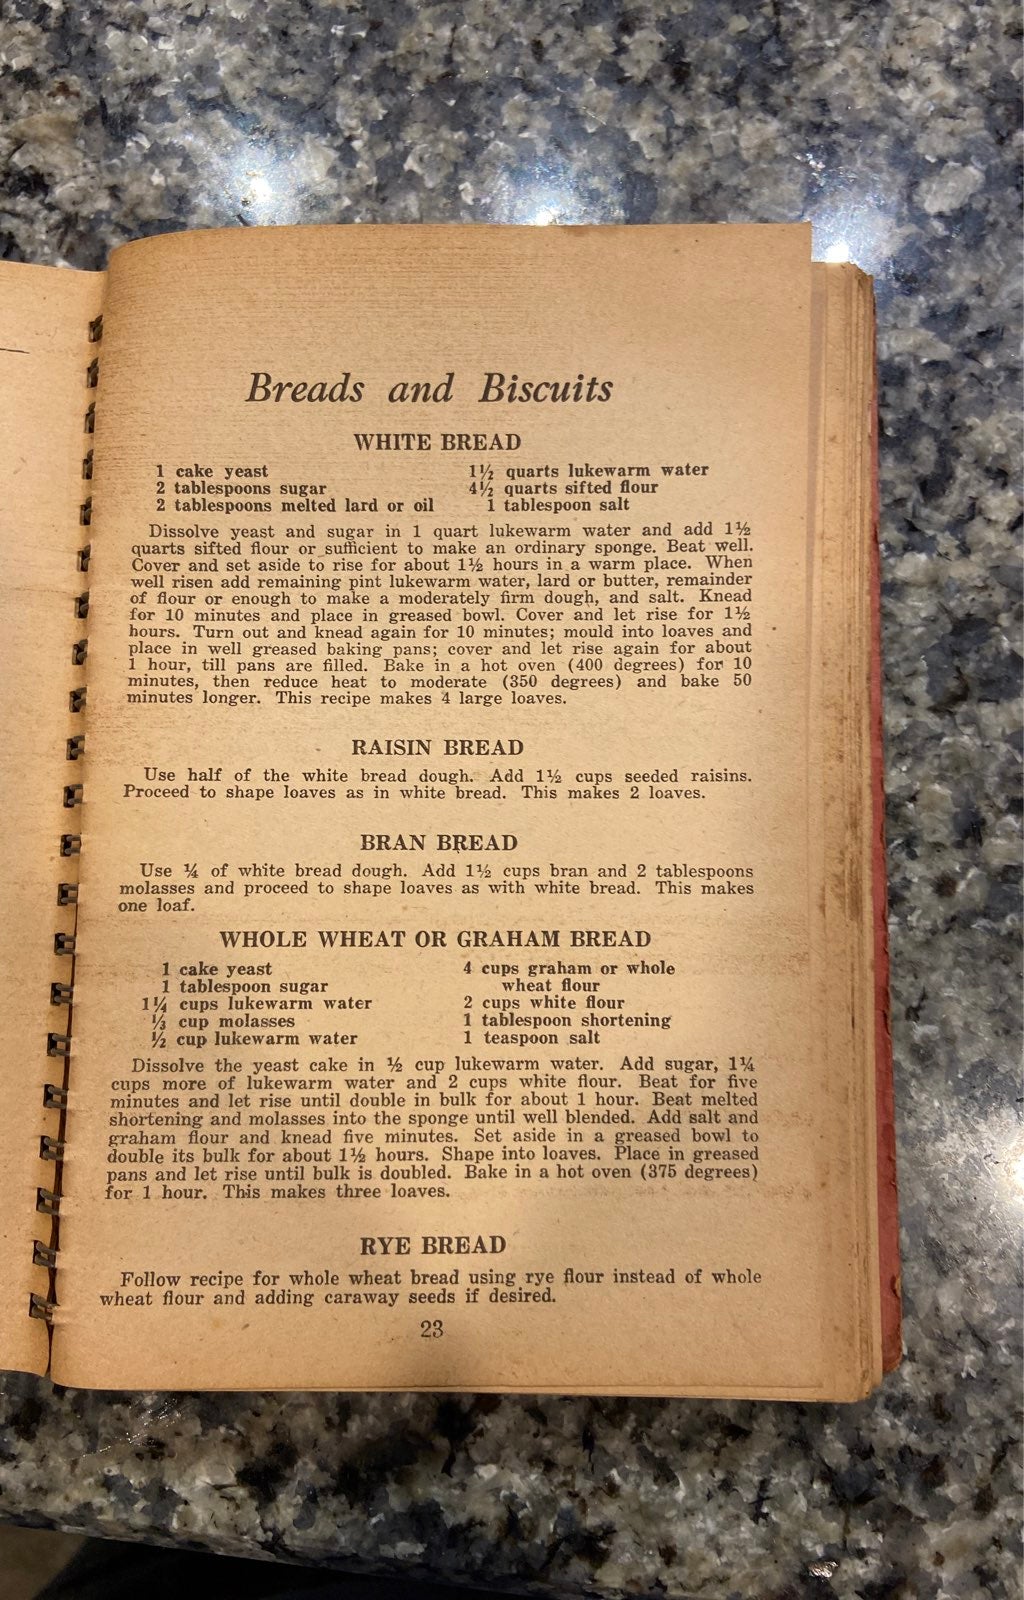 Breads and Biscuits
WHITE BREAD
1 cake yeast
2 tablespoons sugar
2 tablespoons melted lard or oil
1½ quarts lukewarm water
4½ quarts sifted flour
1 tablespoon salt
Dissolve yeast and sugar in 1 quart lukewarm water and add 1½
quarts sifted flour or sufficient to make an ordinary sponge. Beat well.
Cover and set aside to rise for about 1½ hours in a warm place. When
well risen add remaining pint lukewarm water, lard or butter, remainder
of flour or enough to make a moderately firm dough, and salt. Knead
for 10 minutes and place in greased bowl. Cover and let rise for 1½
hours. Turn out and knead again for 10 minutes; mould into loaves and
place in well greased baking pans; cover and let rise again for about
1 hour, till pans are filled. Bake in a hot oven (400 degrees) for 10
minutes, then reduce heat to moderate (350 degrees) and bake 50
minutes longer. This recipe makes 4 large loaves.
RAISIN BREAD
Use half of the white bread dough. Add 1½ cups seeded raisins.
Proceed to shape loaves as in white bread. This makes 2 loaves.
BRAN BREAD
Use ¼ of white bread dough. Add 1½ cups bran and 2 tablespoons
molasses and proceed to shape loaves as with white bread. This makes
one loaf.
WHOLE WHEAT OR GRAHAM BREAD
1 cake yeast
1 tablespoon sugar
1¼ cups lukewarm water
⅓ cup molasses
½ cup lukewarm water
4 cups graham or whole
wheat flour
2 cups white flour
1 tablespoon shortening
1 teaspoon salt
Dissolve the yeast cake in ½ cup lukewarm water. Add sugar, 1¼
cups more of lukewarm water and 2 cups white flour. Beat for five
minutes and let rise until double in bulk for about 1 hour. Beat melted
shortening and molasses into the sponge until well blended. Add salt and
graham flour and knead five minutes. Set aside in a greased bowl to
double its bulk for about 1½ hours. Shape into loaves. Place in greased
pans and let rise until bulk is doubled. Bake in a hot oven (375 degrees)
for 1 hour. This makes three loaves.
RYE BREAD
Follow recipe for whole wheat bread using rye flour instead of whole
wheat flour and adding caraway seeds if desired.
23